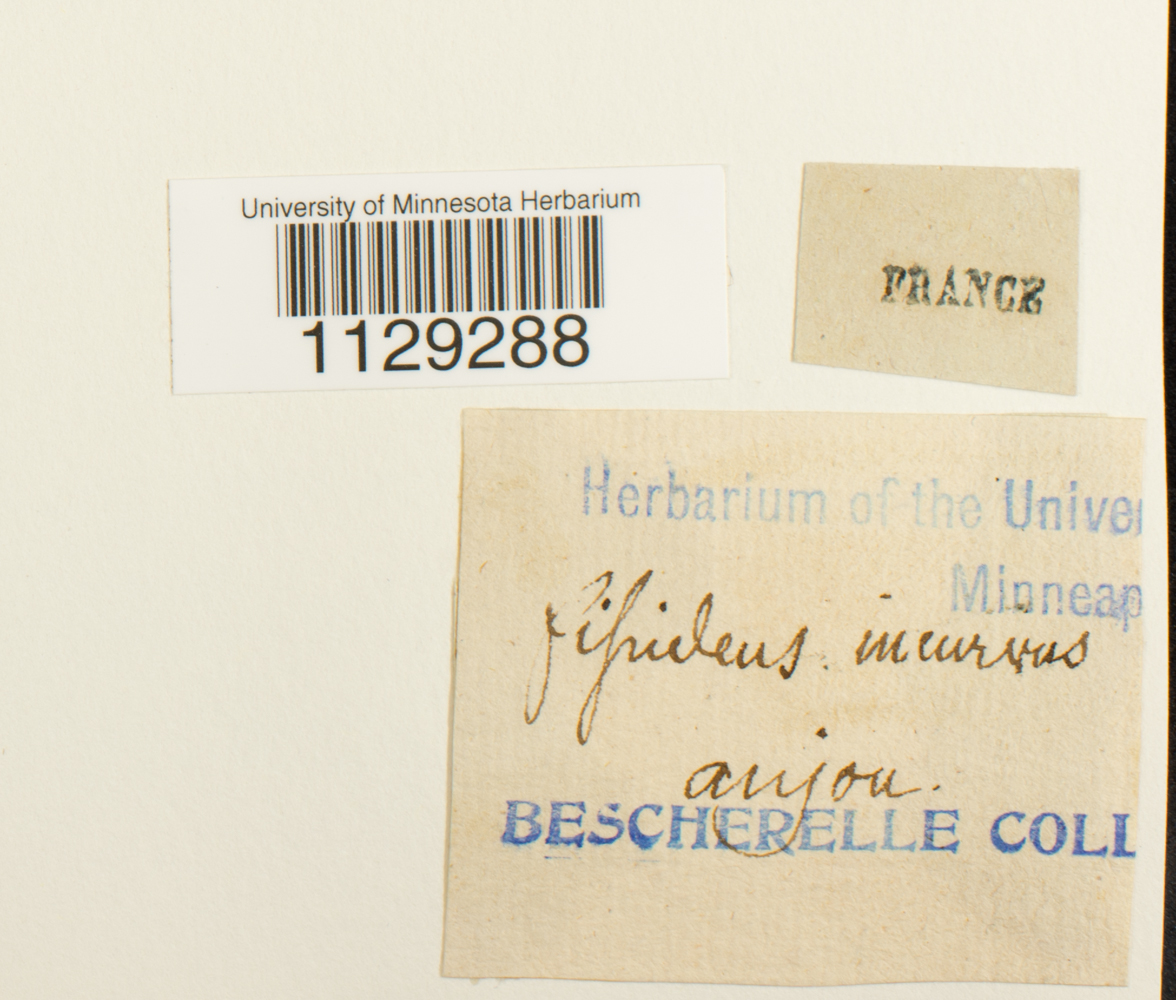 University of Minnesota Herbarium
1129288
FRANCE
Herbarium of the Univer
Minneap
fissidens. incurvus
anjou.
BESCHERELLE COLL